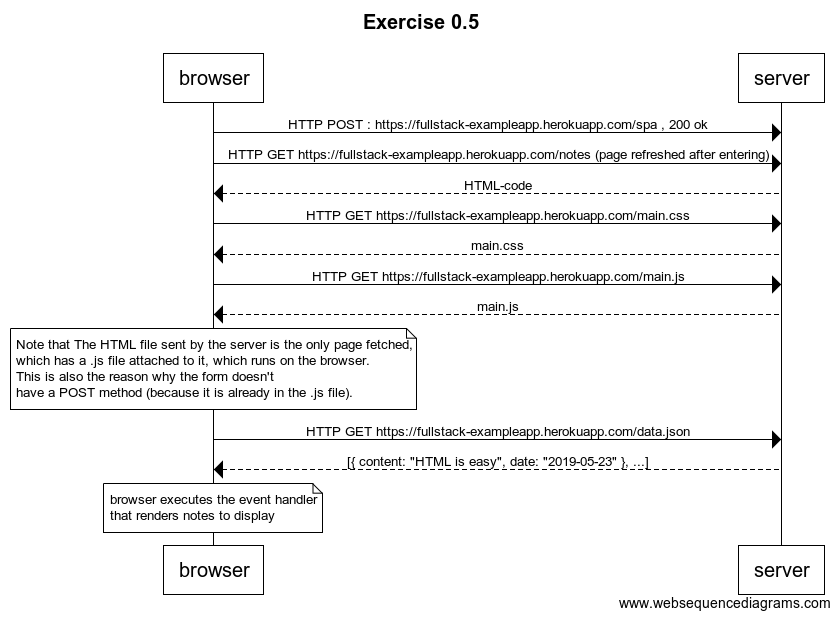 Exercise 0.5
browser
server
HTTP POST : https://fullstack-exampleapp.herokuapp.com/spa , 200 ok
HTTP GET https://fullstack-exampleapp.herokuapp.com/notes (page refreshed after entering)
HTML-code
HTTP GET https://fullstack-exampleapp.herokuapp.com/main.css
main.css
HTTP GET https://fullstack-exampleapp.herokuapp.com/main.js
main.js
Note that The HTML file sent by the server is the only page fetched,
which has a .js file attached to it, which runs on the browser.
This is also the reason why the form doesn't
have a POST method (because it is already in the .js file).
HTTP GET https://fullstack-exampleapp.herokuapp.com/data.json
[{ content: "HTML is easy", date: "2019-05-23" }, ...]
browser executes the event handler
that renders notes to display
browser
server
www.websequencediagrams.com